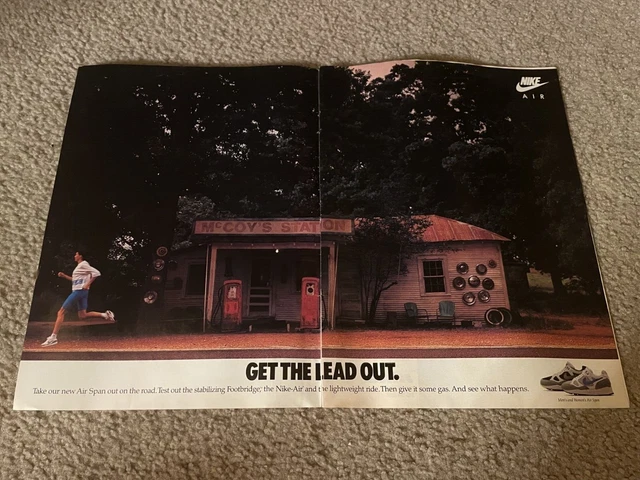 NIKE
AIR
McCOY'S STATION
GET THE LEAD OUT.
Take our new Air Span out on the road. Test out the stabilizing Footbridge, the Nike-Air and the lightweight ride. Then give it some gas. And see what happens.